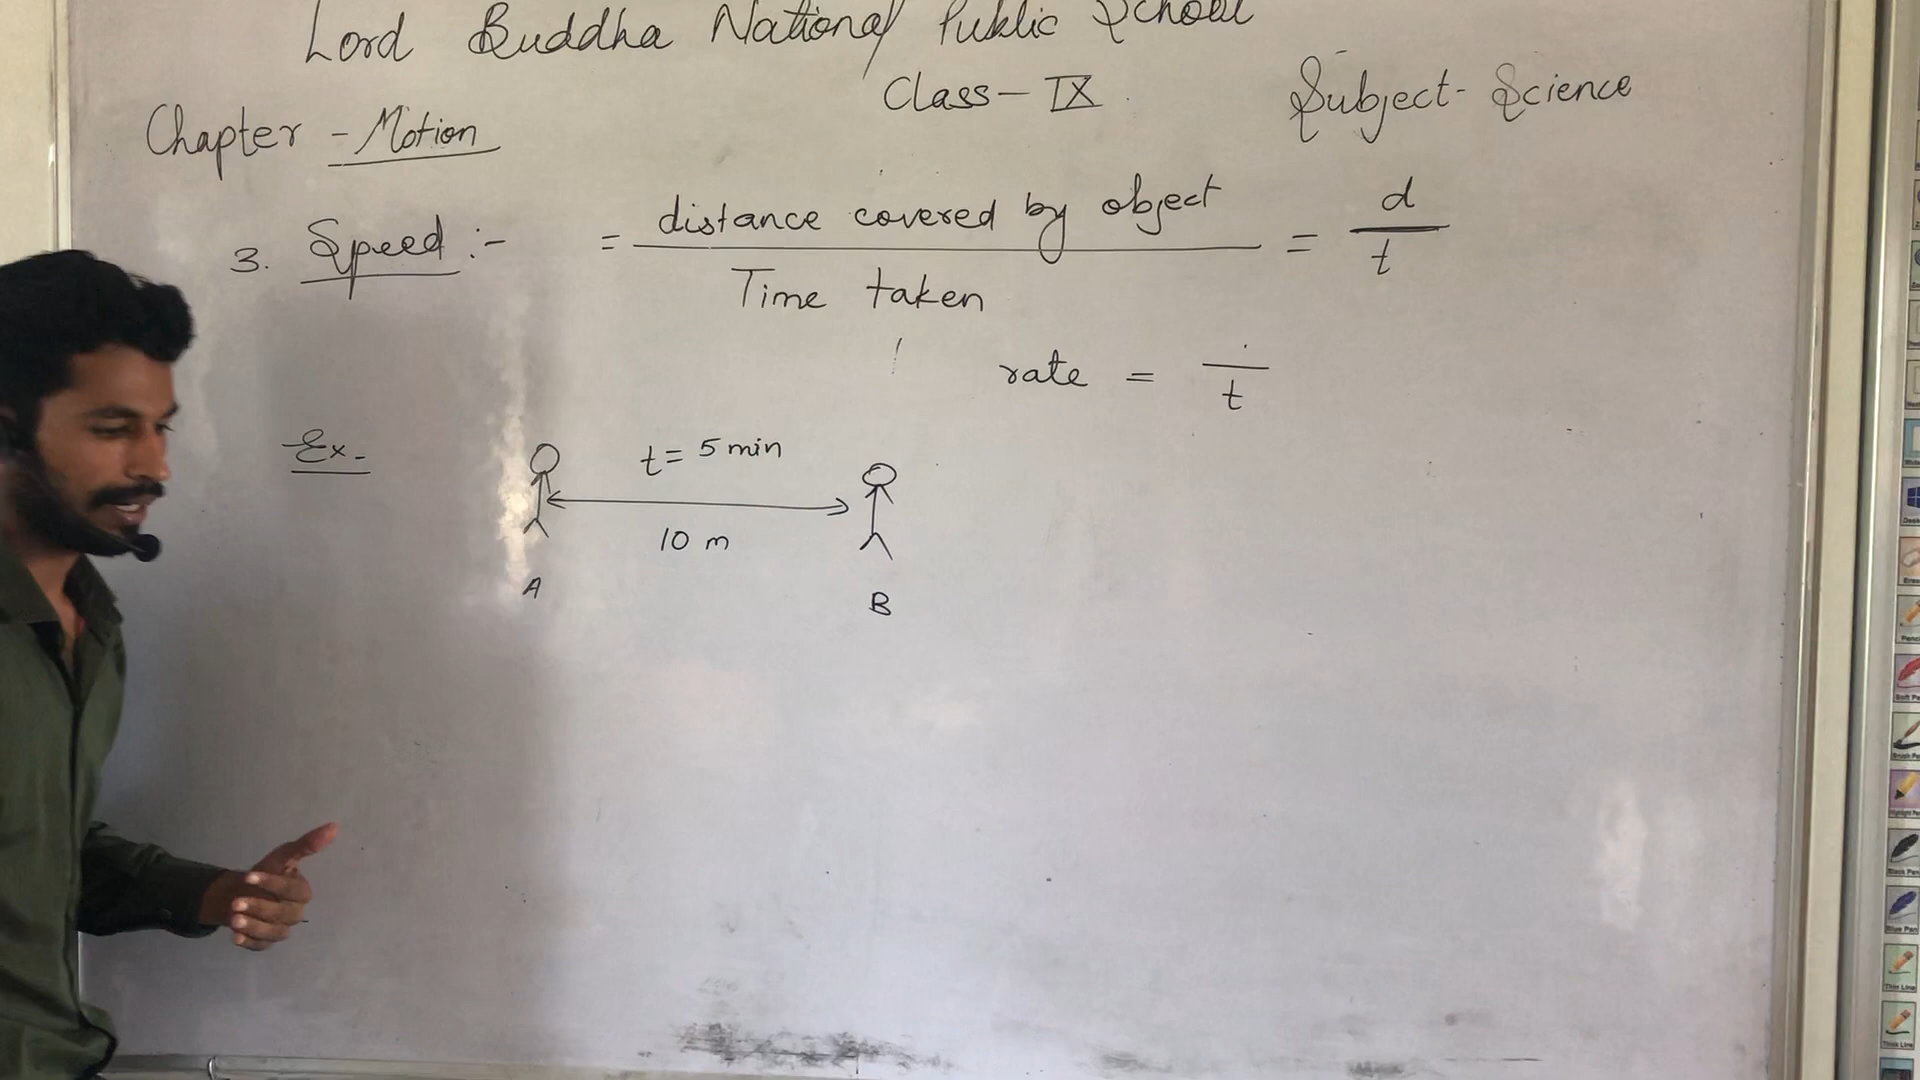 Lord Buddha National Public School
Class - IX
Subject - Science
Chapter - Motion
3. Speed :- = distance covered by object / Time taken = d / t
rate = / t
Ex.
t = 5 min
10 m
A
B